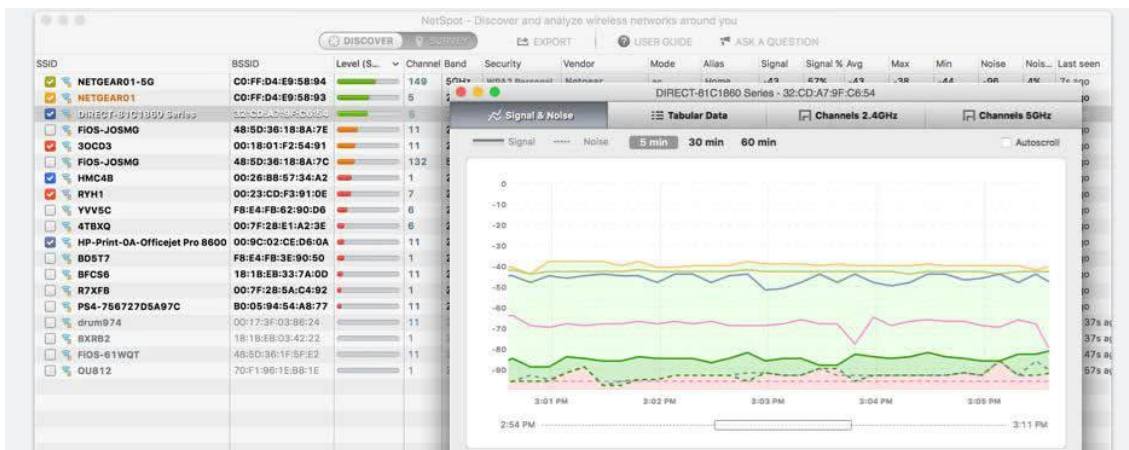 NetSpot - Discover and analyze wireless networks around you
DISCOVER SURVEY EXPORT USER GUIDE ASK A QUESTION
SSID BSSID Level (S... Channel Band Security Vendor Mode Alias Signal Signal % Avg Max Min Noise Nois... Last seen
NETGEAR01-5G C0:FF:D4:E9:58:94 149 5GHz WPA2 Personal Netgear ac Home -43 57% -43 -38 -44 -96 4% 7s ago
NETGEAR01 C0:FF:D4:E9:58:93 5
DIRECT-81C1860 Series 32:CD:A7:9F:C6:54 5
FiOS-JOSMG 48:5D:36:18:8A:7E 11
3OCD3 00:18:01:F2:54:91 11
FiOS-JOSMG 48:5D:36:18:8A:7C 132
HMC4B 00:26:B8:57:34:A2 1
RYH1 00:23:CD:F3:91:0E 7
YVV5C F8:E4:FB:62:90:D6 6
4TBXQ 00:7F:28:E1:A2:3E 6
HP-Print-0A-Officejet Pro 8600 00:9C:02:CE:D6:0A 11
BD5T7 F8:E4:FB:3E:90:50 1
BFCS6 18:1B:EB:33:7A:0D 11
R7XFB 00:7F:28:5A:C4:92 1
PS4-756727D5A97C B0:05:94:54:A8:77 11
drum974 00:17:3F:03:86:24 11 37s ag
BXRB2 18:1B:EB:03:42:22 1 37s ag
FiOS-61WQT 48:5D:36:1F:5F:E2 11 47s ag
OU812 70:F1:96:1E:BB:1E 1 57s ag
DIRECT-81C1860 Series - 32:CD:A7:9F:C6:54
Signal & Noise Tabular Data Channels 2.4GHz Channels 5GHz
Signal Noise 5 min 30 min 60 min Autoscroll
0
-10
-20
-30
-40
-50
-60
-70
-80
-90
3:01 PM 3:02 PM 3:03 PM 3:04 PM 3:05 PM
2:54 PM 3:11 PM